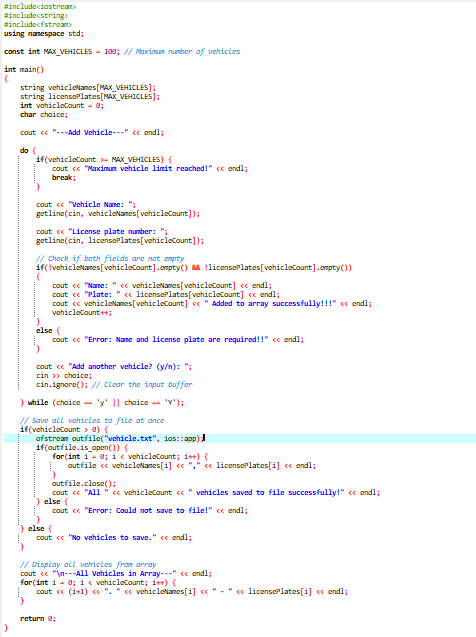 #include<iostream>
#include<string>
#include<fstream>
using namespace std;

const int MAX_VEHICLES = 100; // Maximum number of vehicles

int main()
{
    string vehicleNames[MAX_VEHICLES];
    string licensePlates[MAX_VEHICLES];
    int vehicleCount = 0;
    char choice;

    cout << "---Add Vehicle---" << endl;

    do {
        if(vehicleCount >= MAX_VEHICLES) {
            cout << "Maximum vehicle limit reached!" << endl;
            break;
        }

        cout << "Vehicle Name: ";
        getline(cin, vehicleNames[vehicleCount]);

        cout << "License plate number: ";
        getline(cin, licensePlates[vehicleCount]);

        // Check if both fields are not empty
        if(!vehicleNames[vehicleCount].empty() && !licensePlates[vehicleCount].empty())
        {
            cout << "Name: " << vehicleNames[vehicleCount] << endl;
            cout << "Plate: " << licensePlates[vehicleCount] << endl;
            cout << vehicleNames[vehicleCount] << " Added to array successfully!!!" << endl;
            vehicleCount++;
        }
        else {
            cout << "Error: Name and license plate are required!!" << endl;
        }

        cout << "Add another vehicle? (y/n): ";
        cin >> choice;
        cin.ignore(); // Clear the input buffer

    } while (choice == 'y' || choice == 'Y');

    // Save all vehicles to file at once
    if(vehicleCount > 0) {
        ofstream outfile("vehicle.txt", ios::app);
        if(outfile.is_open()) {
            for(int i = 0; i < vehicleCount; i++) {
                outfile << vehicleNames[i] << "," << licensePlates[i] << endl;
            }
            outfile.close();
            cout << "All " << vehicleCount << " vehicles saved to file successfully!" << endl;
        } else {
            cout << "Error: Could not save to file!" << endl;
        }
    } else {
        cout << "No vehicles to save." << endl;
    }

    // Display all vehicles from array
    cout << "\n---All Vehicles in Array---" << endl;
    for(int i = 0; i < vehicleCount; i++) {
        cout << (i+1) << ". " << vehicleNames[i] << " - " << licensePlates[i] << endl;
    }

    return 0;
}